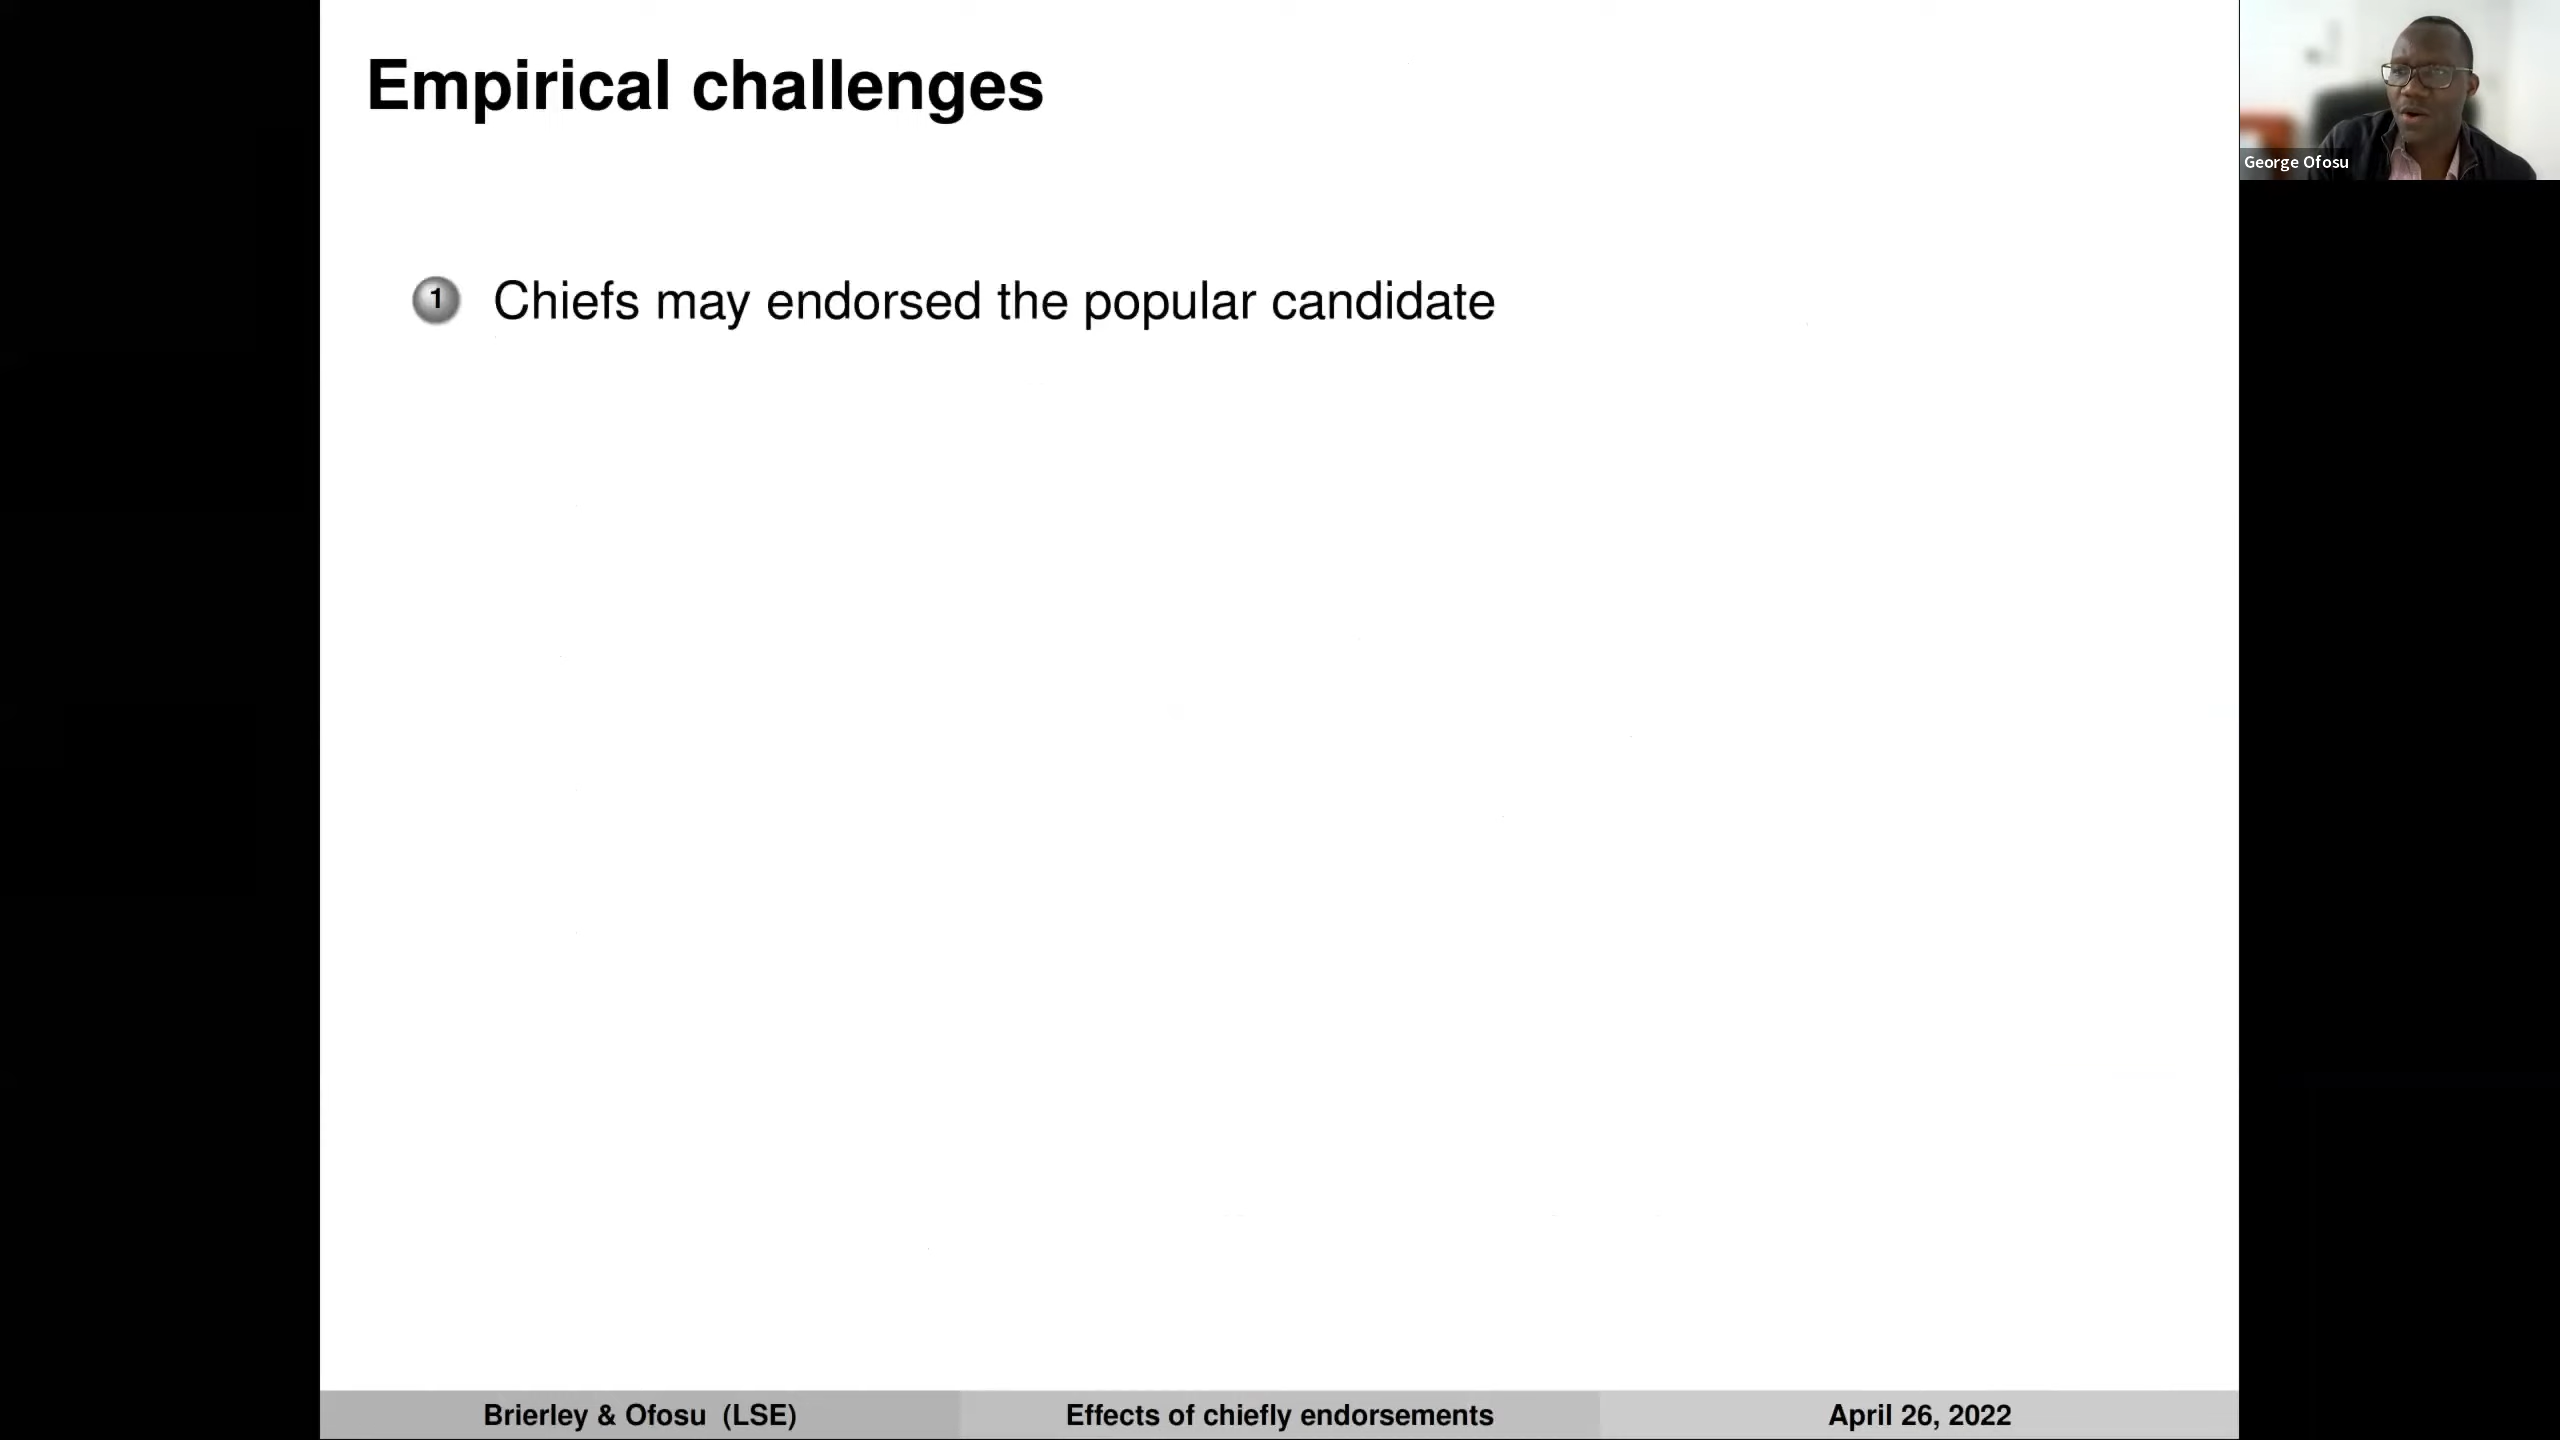 Empirical challenges
George Ofosu
1 Chiefs may endorsed the popular candidate
Brierley & Ofosu (LSE)
Effects of chiefly endorsements
April 26, 2022